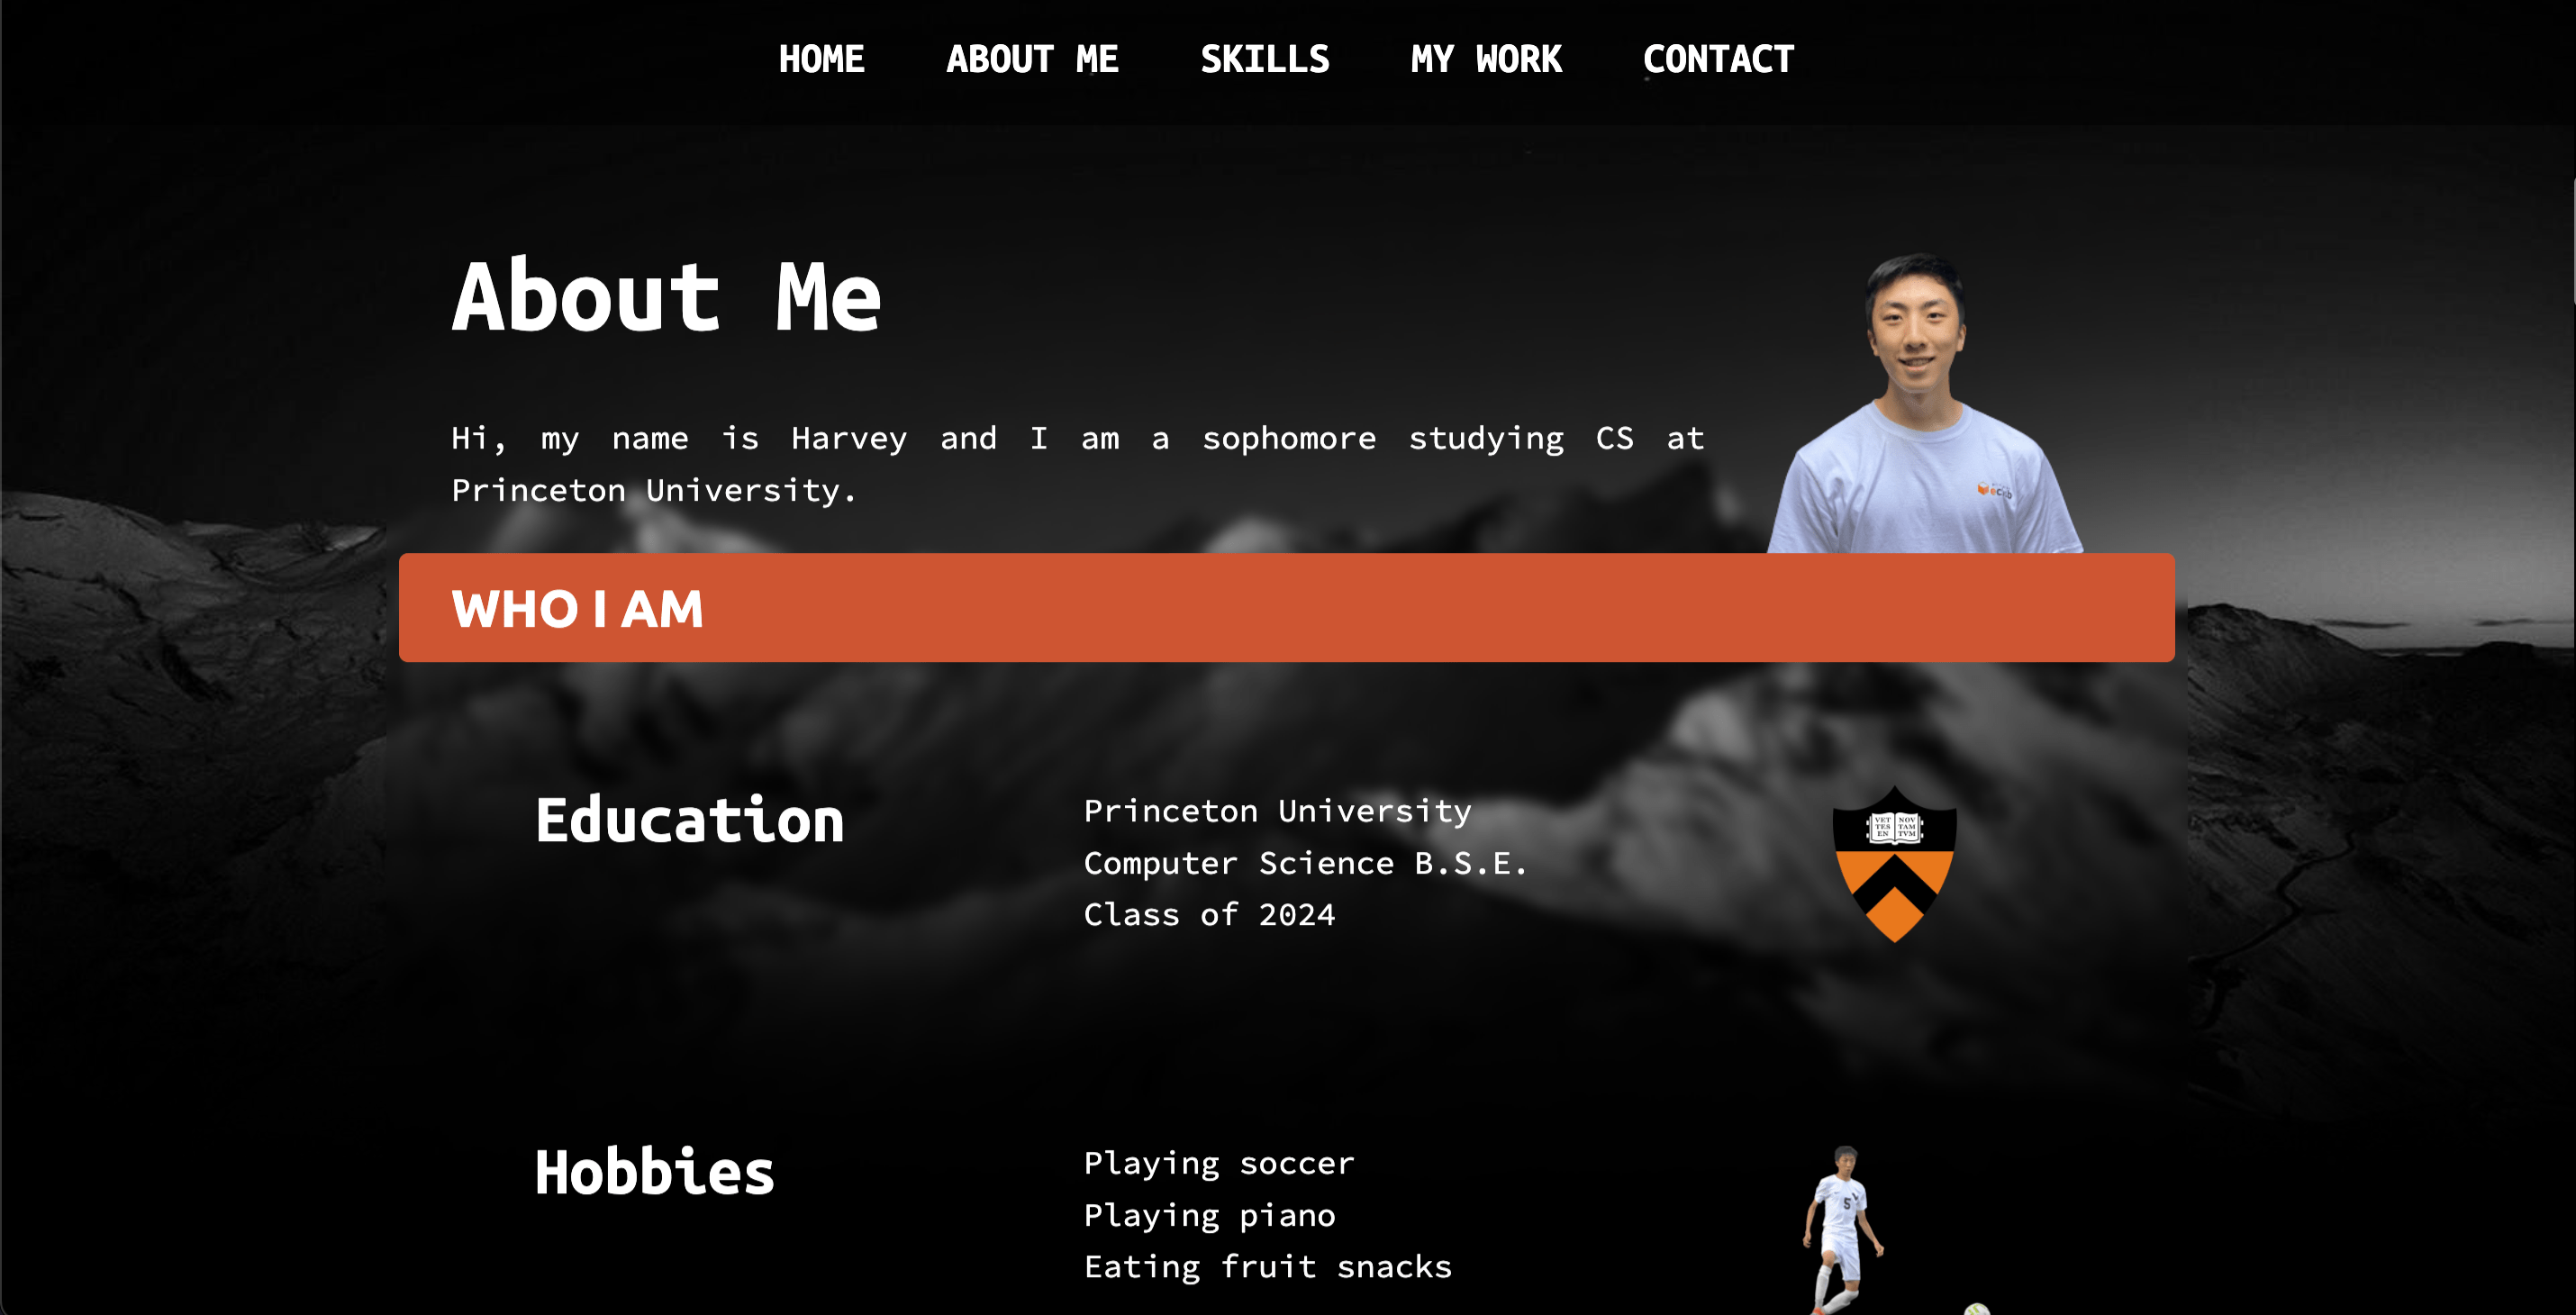 HOME ABOUT ME SKILLS MY WORK CONTACT
About Me
Hi, my name is Harvey and I am a sophomore studying CS at
Princeton University.
WHO I AM
Education
Princeton University
Computer Science B.S.E.
Class of 2024
VET NOV
TES TAM
EN TVM
Hobbies
Playing soccer
Playing piano
Eating fruit snacks
5